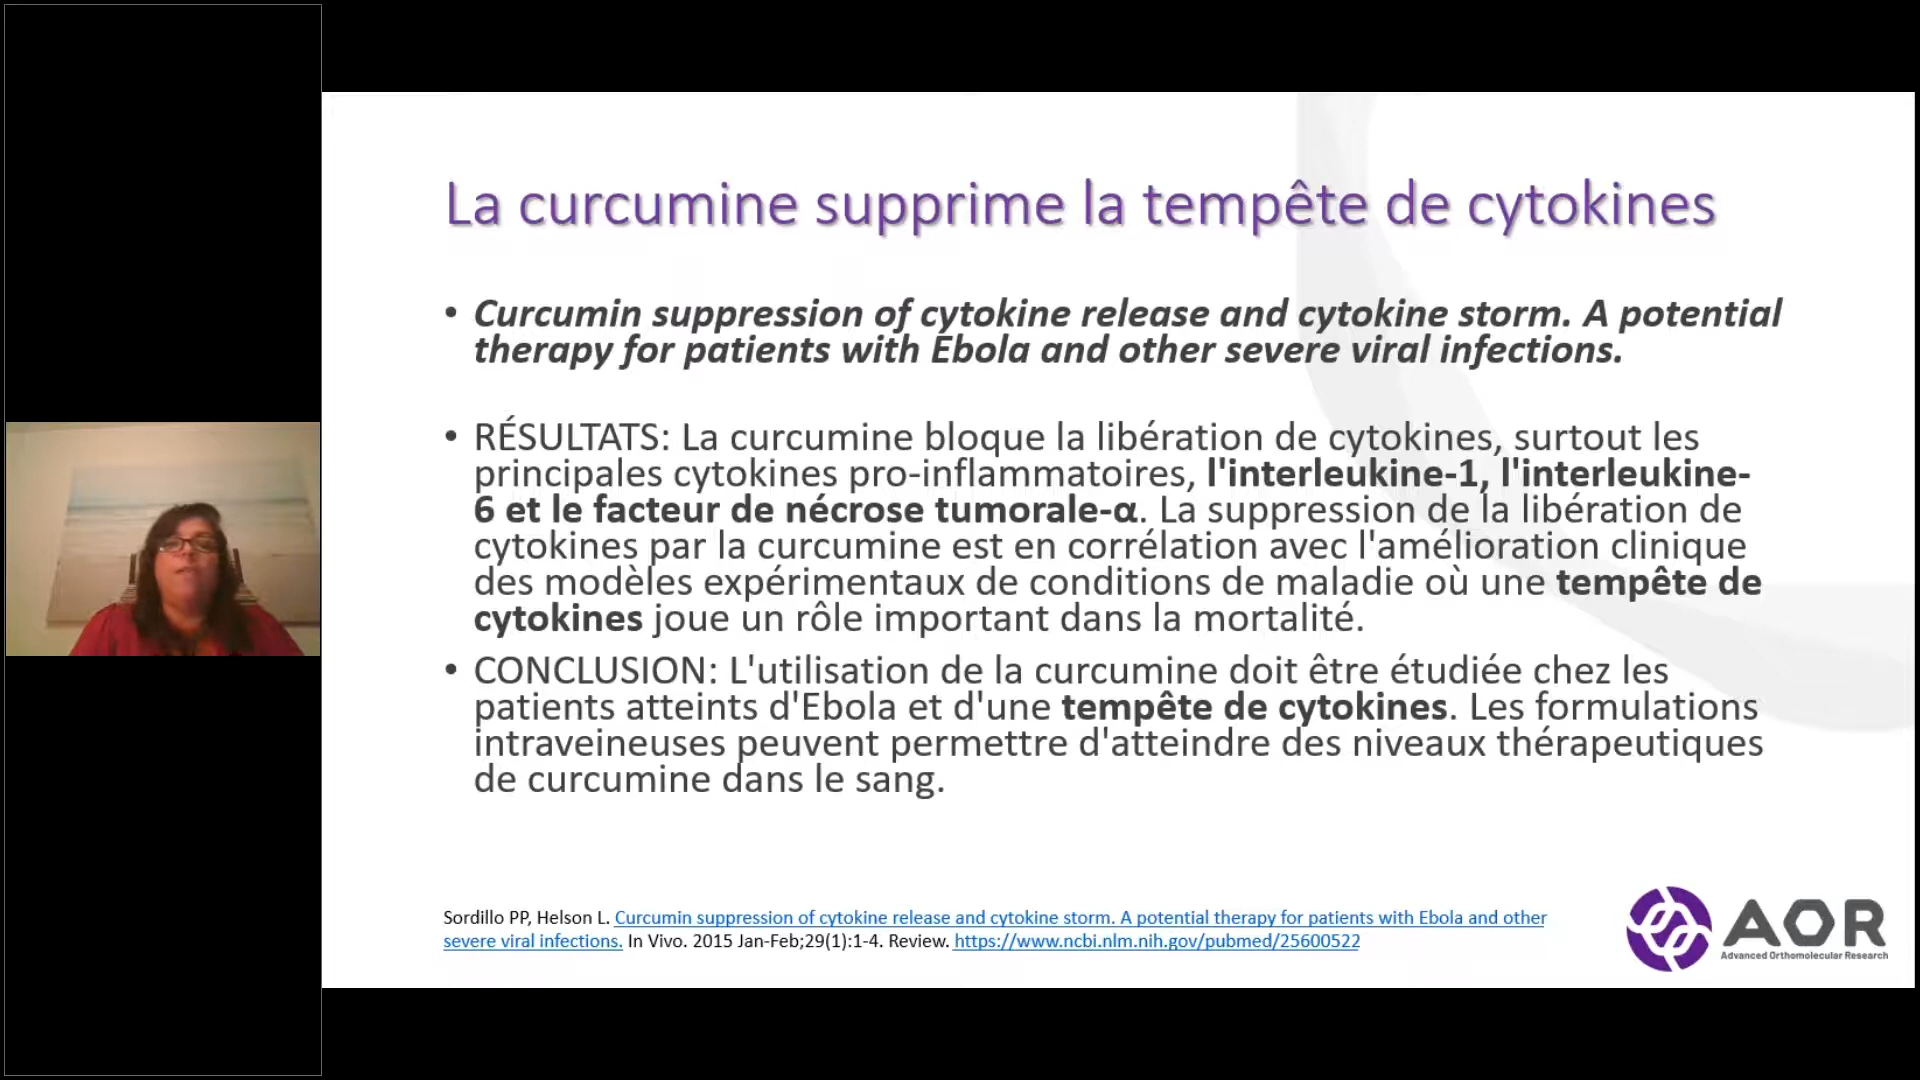 La curcumine supprime la tempête de cytokines
• Curcumin suppression of cytokine release and cytokine storm. A potential
therapy for patients with Ebola and other severe viral infections.
• RÉSULTATS: La curcumine bloque la libération de cytokines, surtout les
principales cytokines pro-inflammatoires, l'interleukine-1, l'interleukine-
6 et le facteur de nécrose tumorale-α. La suppression de la libération de
cytokines par la curcumine est en corrélation avec l'amélioration clinique
des modèles expérimentaux de conditions de maladie où une tempête de
cytokines joue un rôle important dans la mortalité.
• CONCLUSION: L'utilisation de la curcumine doit être étudiée chez les
patients atteints d'Ebola et d'une tempête de cytokines. Les formulations
intraveineuses peuvent permettre d'atteindre des niveaux thérapeutiques
de curcumine dans le sang.
Sordillo PP, Helson L. Curcumin suppression of cytokine release and cytokine storm. A potential therapy for patients with Ebola and other
severe viral infections. In Vivo. 2015 Jan-Feb;29(1):1-4. Review. https://www.ncbi.nlm.nih.gov/pubmed/25600522
AOR
Advanced Orthomolecular Research